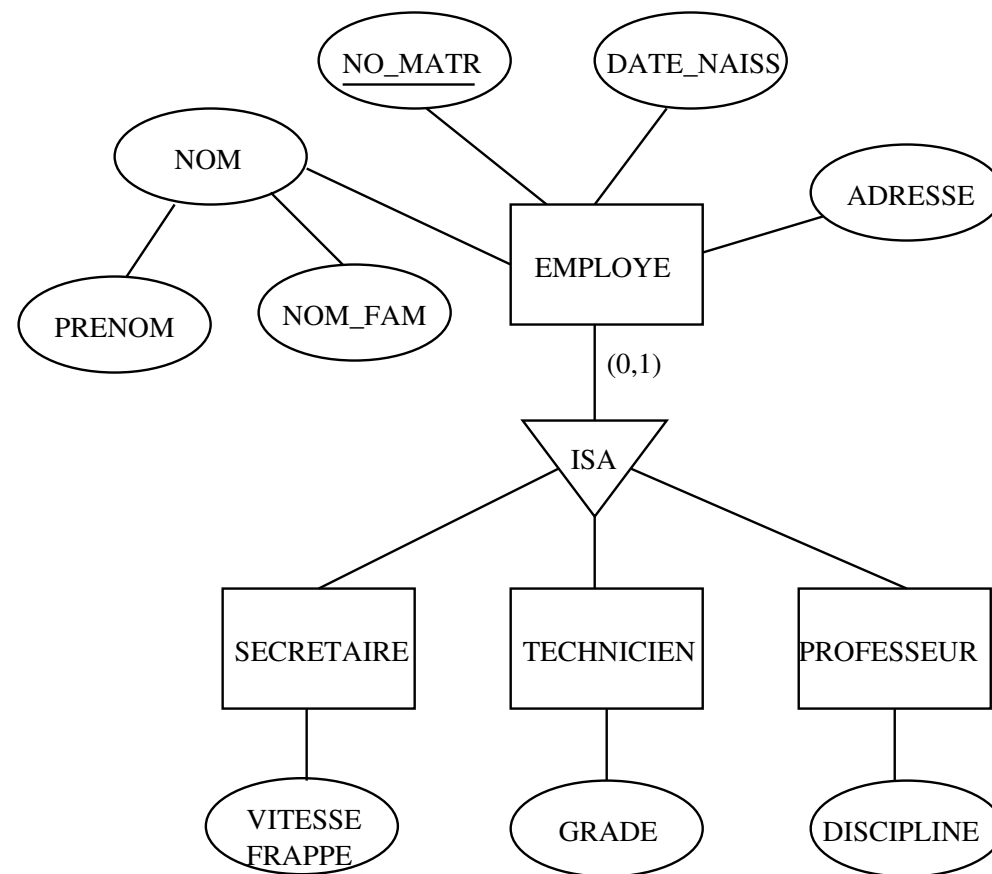 NO_MATR
DATE_NAISS
NOM
ADRESSE
EMPLOYE
PRENOM
NOM_FAM
(0,1)
ISA
SECRETAIRE
TECHNICIEN
PROFESSEUR
VITESSE
FRAPPE
GRADE
DISCIPLINE